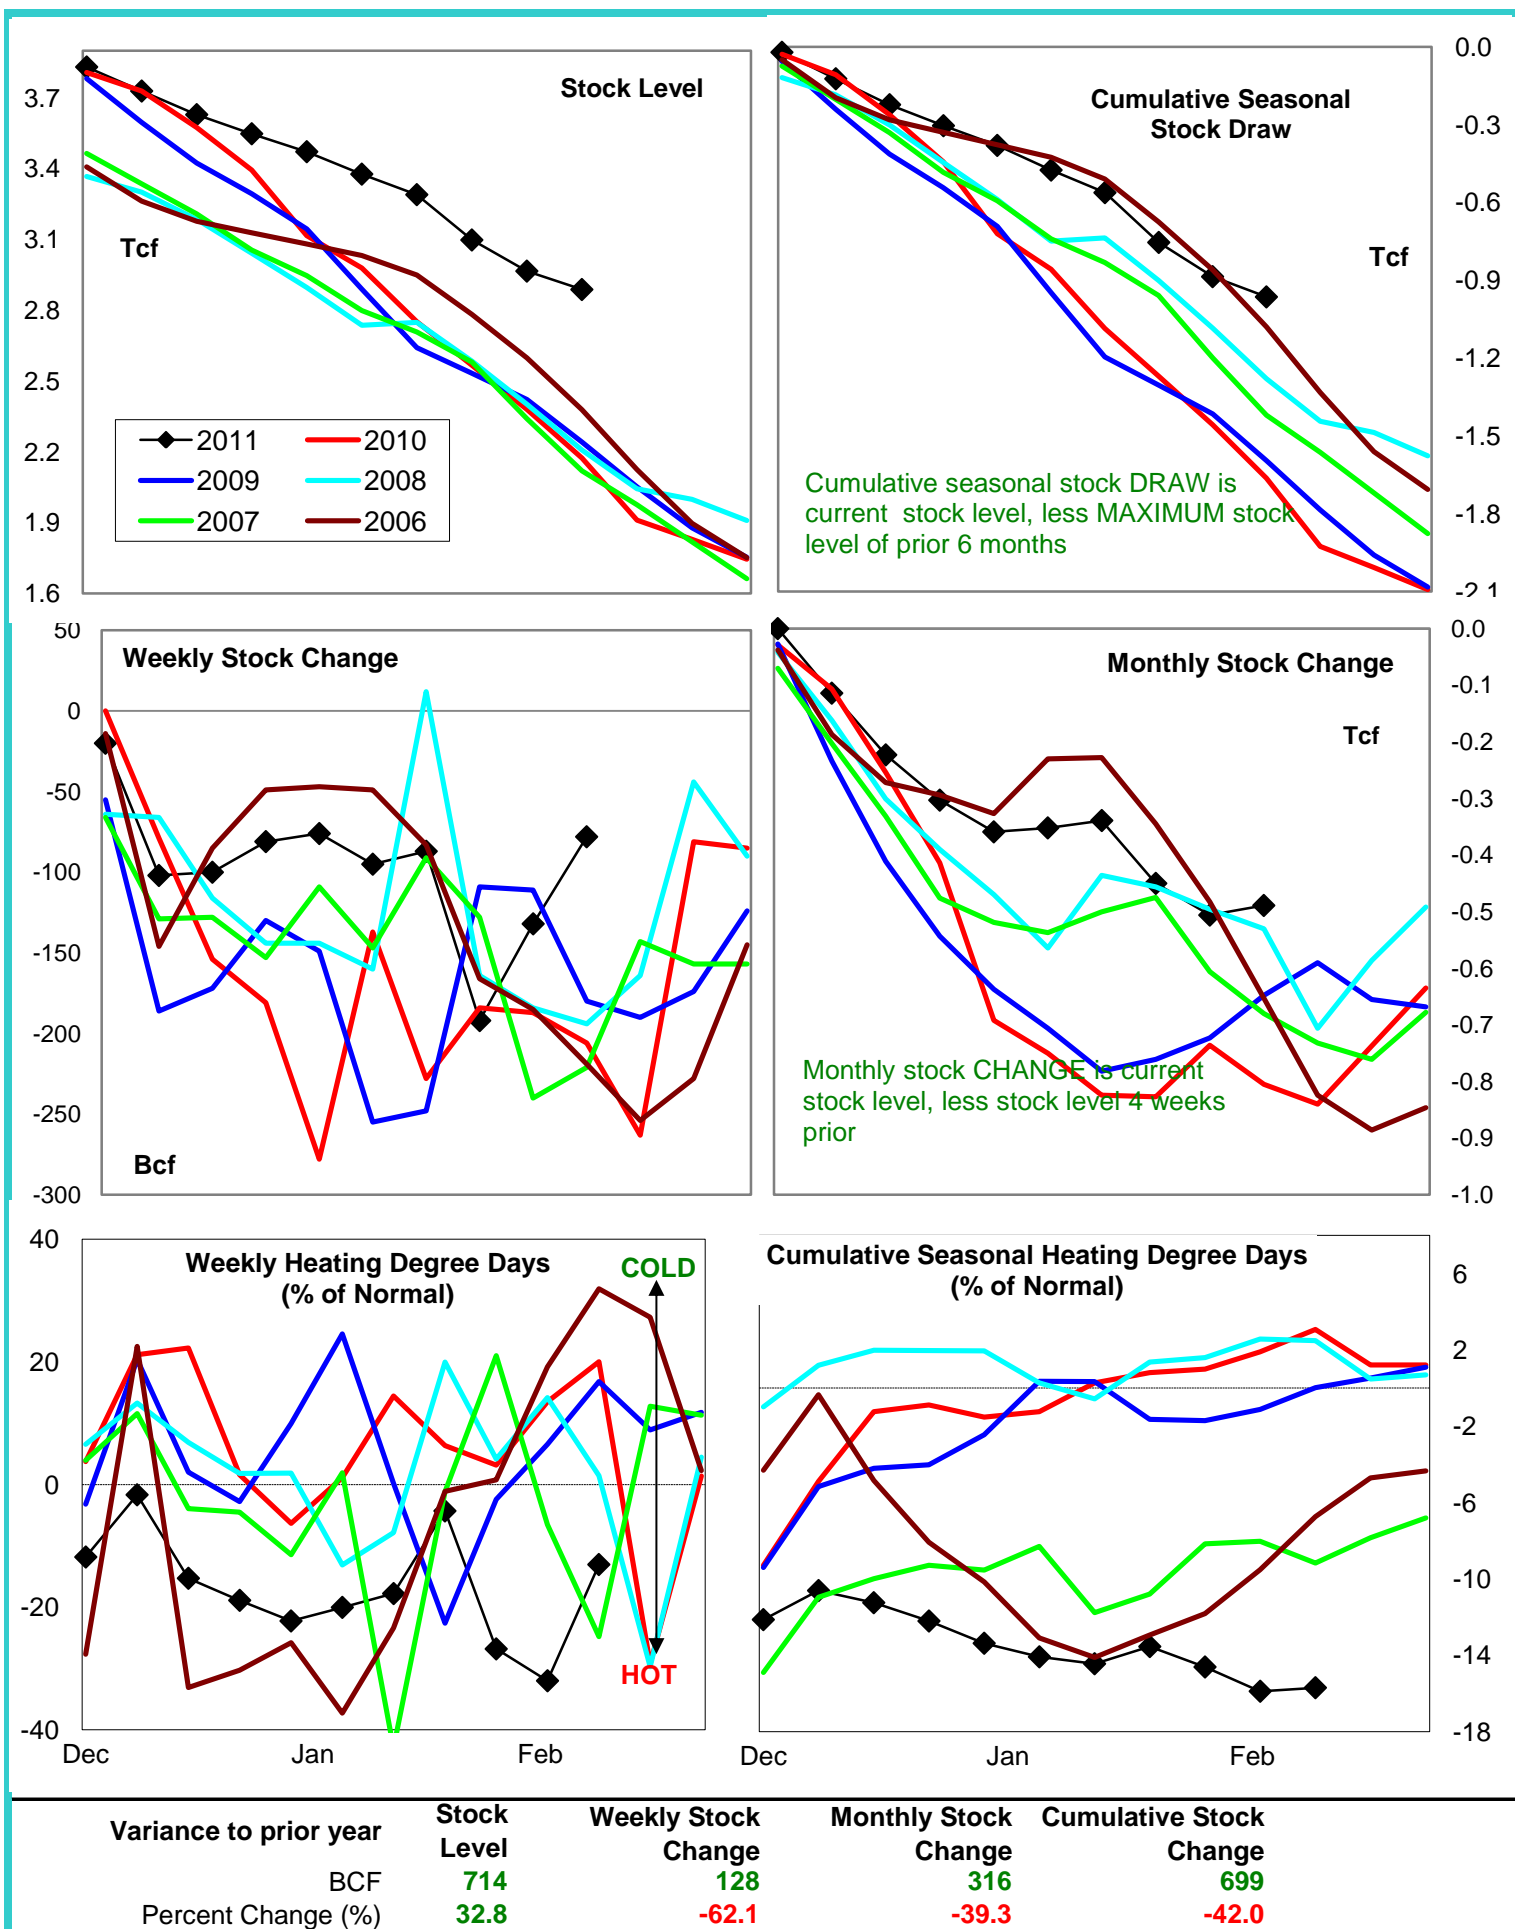 Stock Level
Tcf
3.7
3.4
3.1
2.8
2.5
2.2
1.9
1.6
2011
2010
2009
2008
2007
2006
Cumulative Seasonal
Stock Draw
Tcf
0.0
-0.3
-0.6
-0.9
-1.2
-1.5
-1.8
-2.1
Cumulative seasonal stock DRAW is
current stock level, less MAXIMUM stock
level of prior 6 months
Weekly Stock Change
50
0
-50
-100
-150
-200
-250
-300
Bcf
Monthly Stock Change
Tcf
0.0
-0.1
-0.2
-0.3
-0.4
-0.5
-0.6
-0.7
-0.8
-0.9
-1.0
Monthly stock CHANGE is current
stock level, less stock level 4 weeks
prior
Weekly Heating Degree Days
(% of Normal)
COLD
HOT
40
20
0
-20
-40
Dec
Jan
Feb
Cumulative Seasonal Heating Degree Days
(% of Normal)
6
2
-2
-6
-10
-14
-18
Dec
Jan
Feb
Variance to prior year
Stock
Level
Weekly Stock
Change
Monthly Stock
Change
Cumulative Stock
Change
BCF 714 128 316 699
Percent Change (%) 32.8 -62.1 -39.3 -42.0